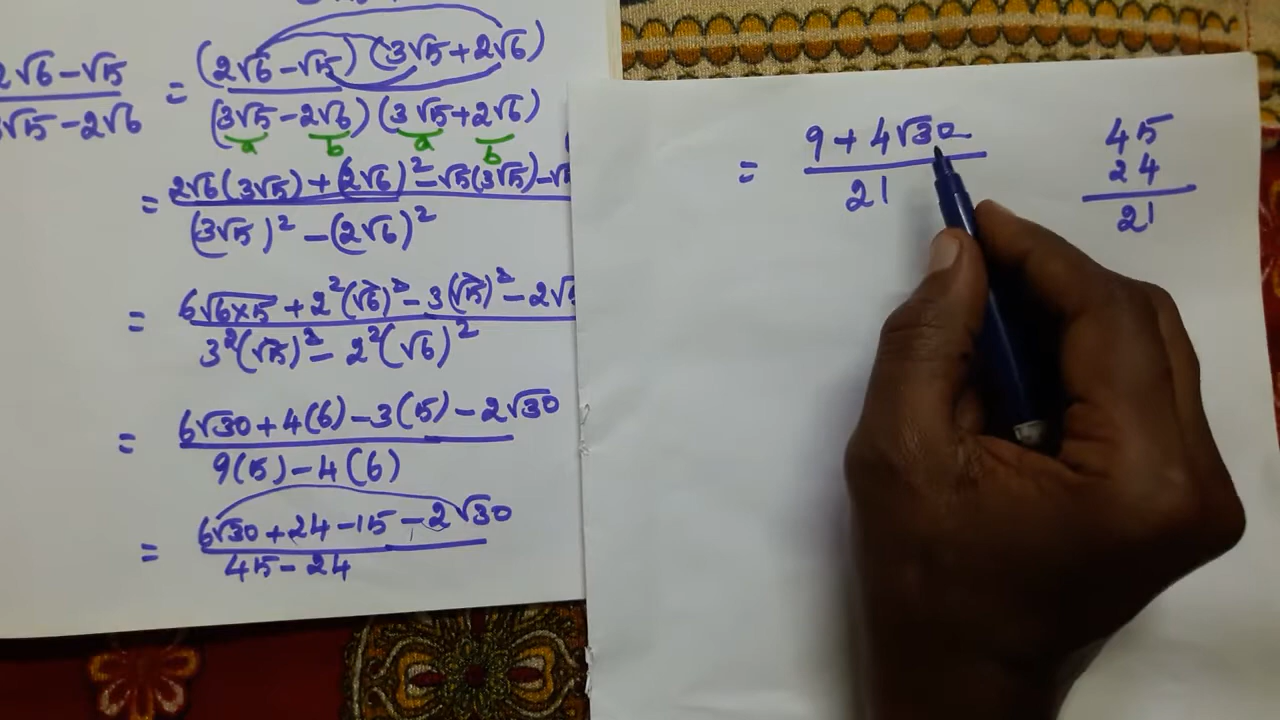 2√6 − √5 / 3√5 − 2√6 = (2√6 − √5) (3√5 + 2√6) / (3√5 − 2√6) (3√5 + 2√6)
a b a b
= 2√6(3√5) + (2√6)² − √5(3√5) − √ / (3√5)² − (2√6)²
= 6√6×5 + 2²(√6)² − 3(√5)² − 2√ / 3²(√5)² − 2²(√6)²
= 6√30 + 4(6) − 3(5) − 2√30 / 9(5) − 4(6)
= 6√30 + 24 − 15 − 2√30 / 45 − 24
= 9 + 4√30 / 21
45
24
21